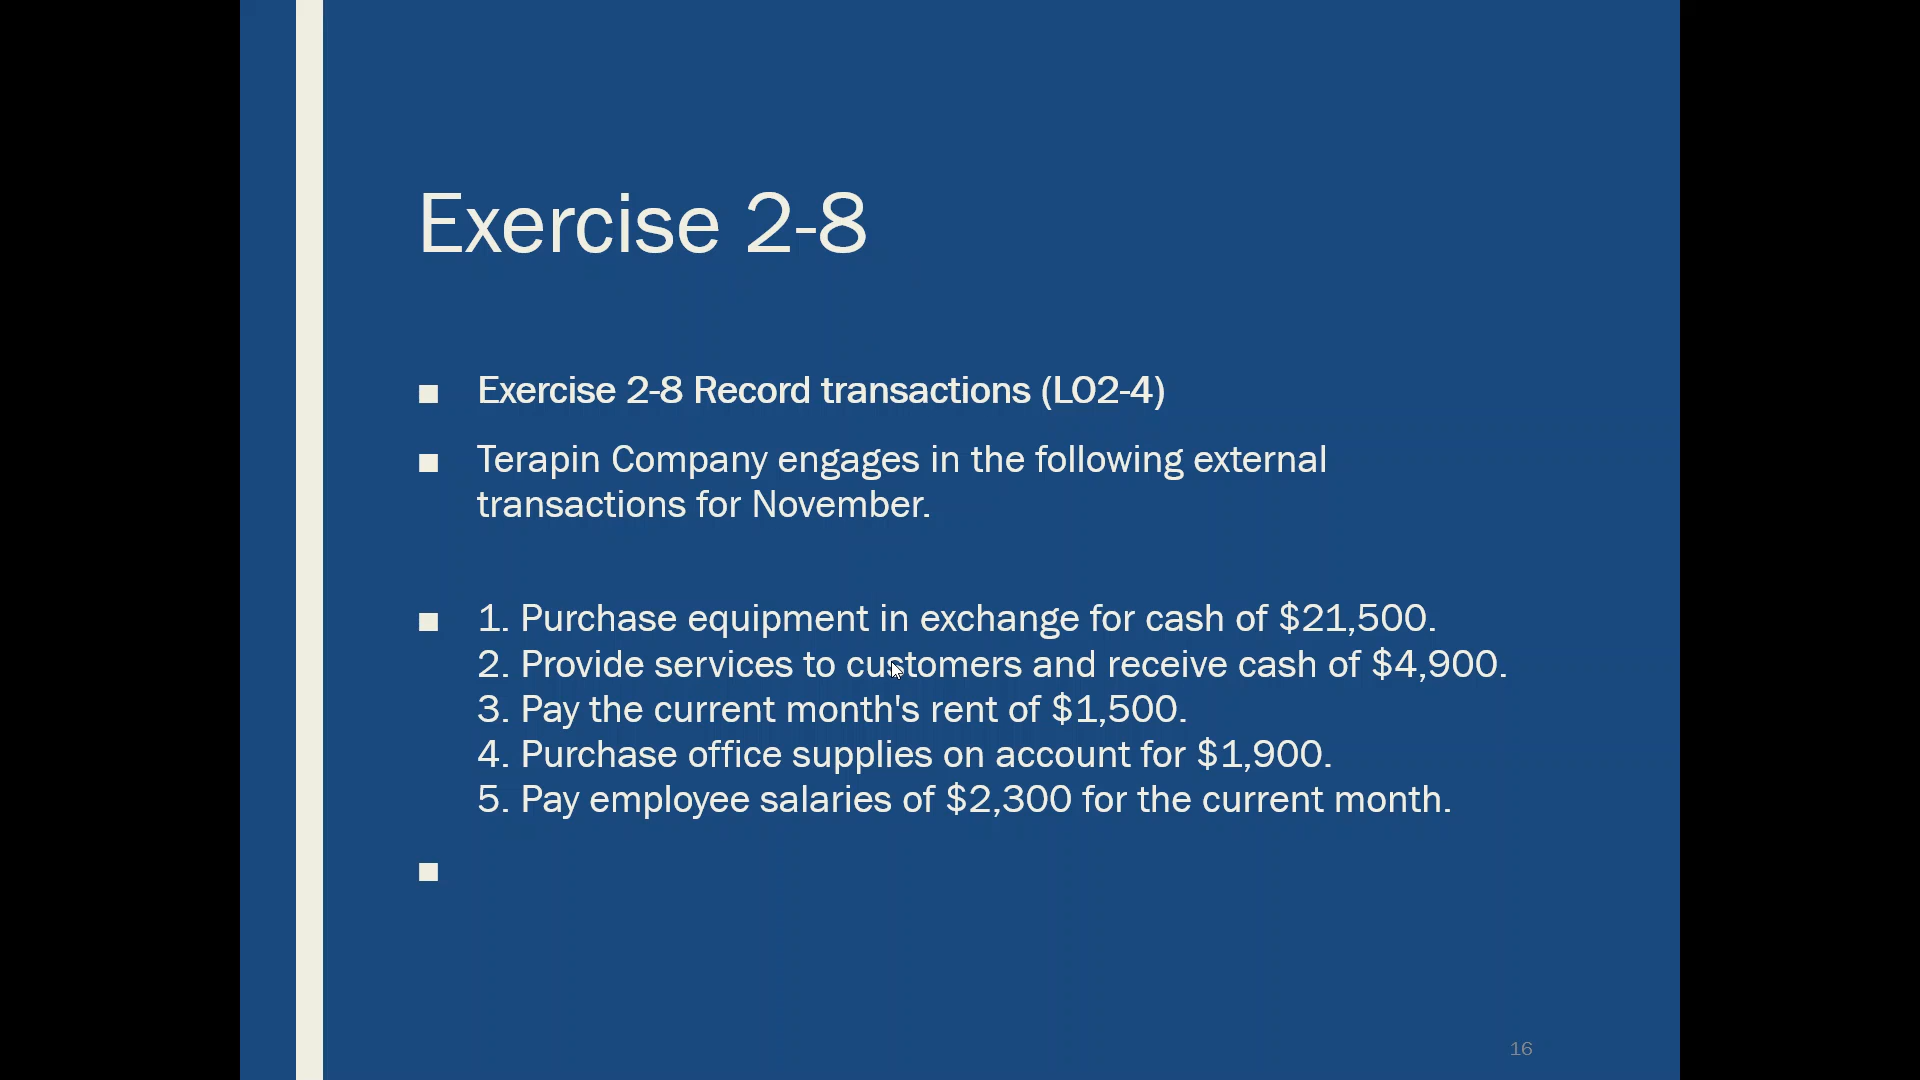 Exercise 2-8
Exercise 2-8 Record transactions (LO2-4)
Terapin Company engages in the following external
transactions for November.
1. Purchase equipment in exchange for cash of $21,500.
2. Provide services to customers and receive cash of $4,900.
3. Pay the current month's rent of $1,500.
4. Purchase office supplies on account for $1,900.
5. Pay employee salaries of $2,300 for the current month.
16